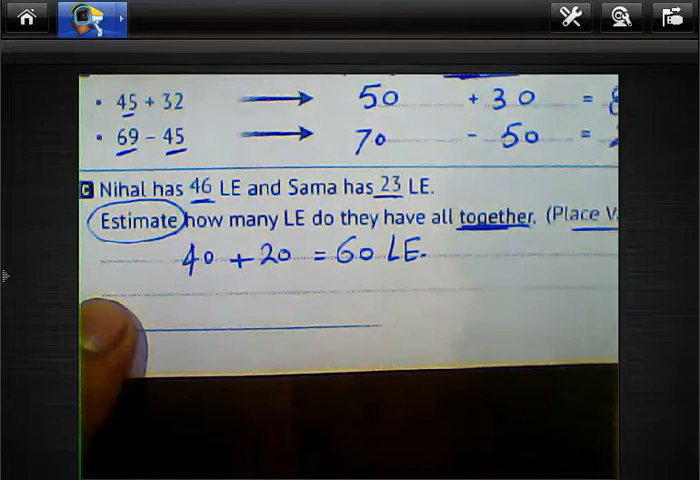 • 45 + 32 50 + 30 =
• 69 - 45 70 - 50 =
C Nihal has 46 LE and Sama has 23 LE.
Estimate how many LE do they have all together. (Place
40 + 20 = 60 LE.